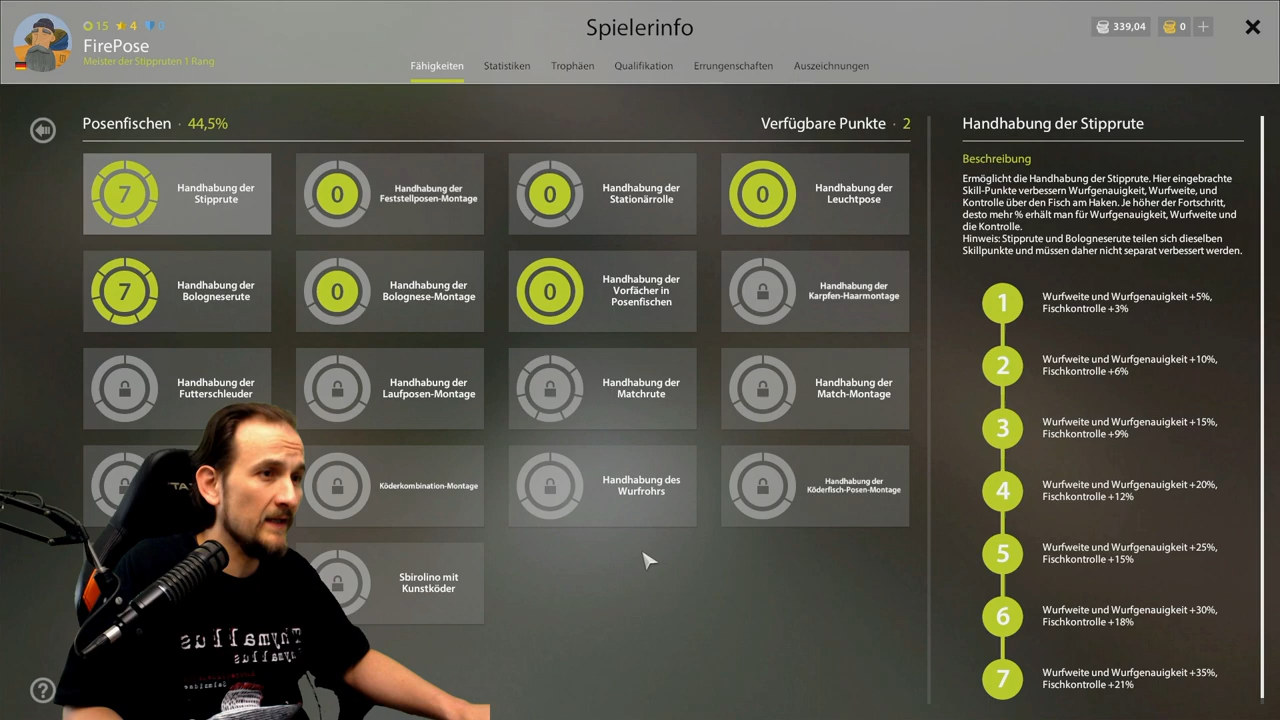 15 4 0
FirePose
Meister der Stippruten 1 Rang
Spielerinfo
339,04
0
Fähigkeiten
Statistiken
Trophäen
Qualifikation
Errungenschaften
Auszeichnungen
Posenfischen · 44,5%
Verfügbare Punkte · 2
7
Handhabung der
Stipprute
0
Handhabung der
Feststellposen-Montage
0
Handhabung der
Stationärrolle
0
Handhabung der
Leuchtpose
7
Handhabung der
Bologneserute
0
Handhabung der
Bolognese-Montage
0
Handhabung der
Vorfächer in
Posenfischen
Handhabung der
Karpfen-Haarmontage
Handhabung der
Futterschleuder
Handhabung der
Laufposen-Montage
Handhabung der
Matchrute
Handhabung der
Match-Montage
Köderkombination-Montage
Handhabung des
Wurfrohrs
Handhabung der
Köderfisch-Posen-Montage
Sbirolino mit
Kunstköder
Handhabung der Stipprute
Beschreibung
Ermöglicht die Handhabung der Stipprute. Hier eingebrachte
Skill-Punkte verbessern Wurfgenauigkeit, Wurfweite, und
Kontrolle über den Fisch am Haken. Je höher der Fortschritt,
desto mehr % erhält man für Wurfgenauigkeit, Wurfweite und
die Kontrolle.
Hinweis: Stipprute und Bologneserute teilen sich dieselben
Skillpunkte und müssen daher nicht separat verbessert werden.
1
Wurfweite und Wurfgenauigkeit +5%,
Fischkontrolle +3%
2
Wurfweite und Wurfgenauigkeit +10%,
Fischkontrolle +6%
3
Wurfweite und Wurfgenauigkeit +15%,
Fischkontrolle +9%
4
Wurfweite und Wurfgenauigkeit +20%,
Fischkontrolle +12%
5
Wurfweite und Wurfgenauigkeit +25%,
Fischkontrolle +15%
6
Wurfweite und Wurfgenauigkeit +30%,
Fischkontrolle +18%
7
Wurfweite und Wurfgenauigkeit +35%,
Fischkontrolle +21%
Thymallus
?